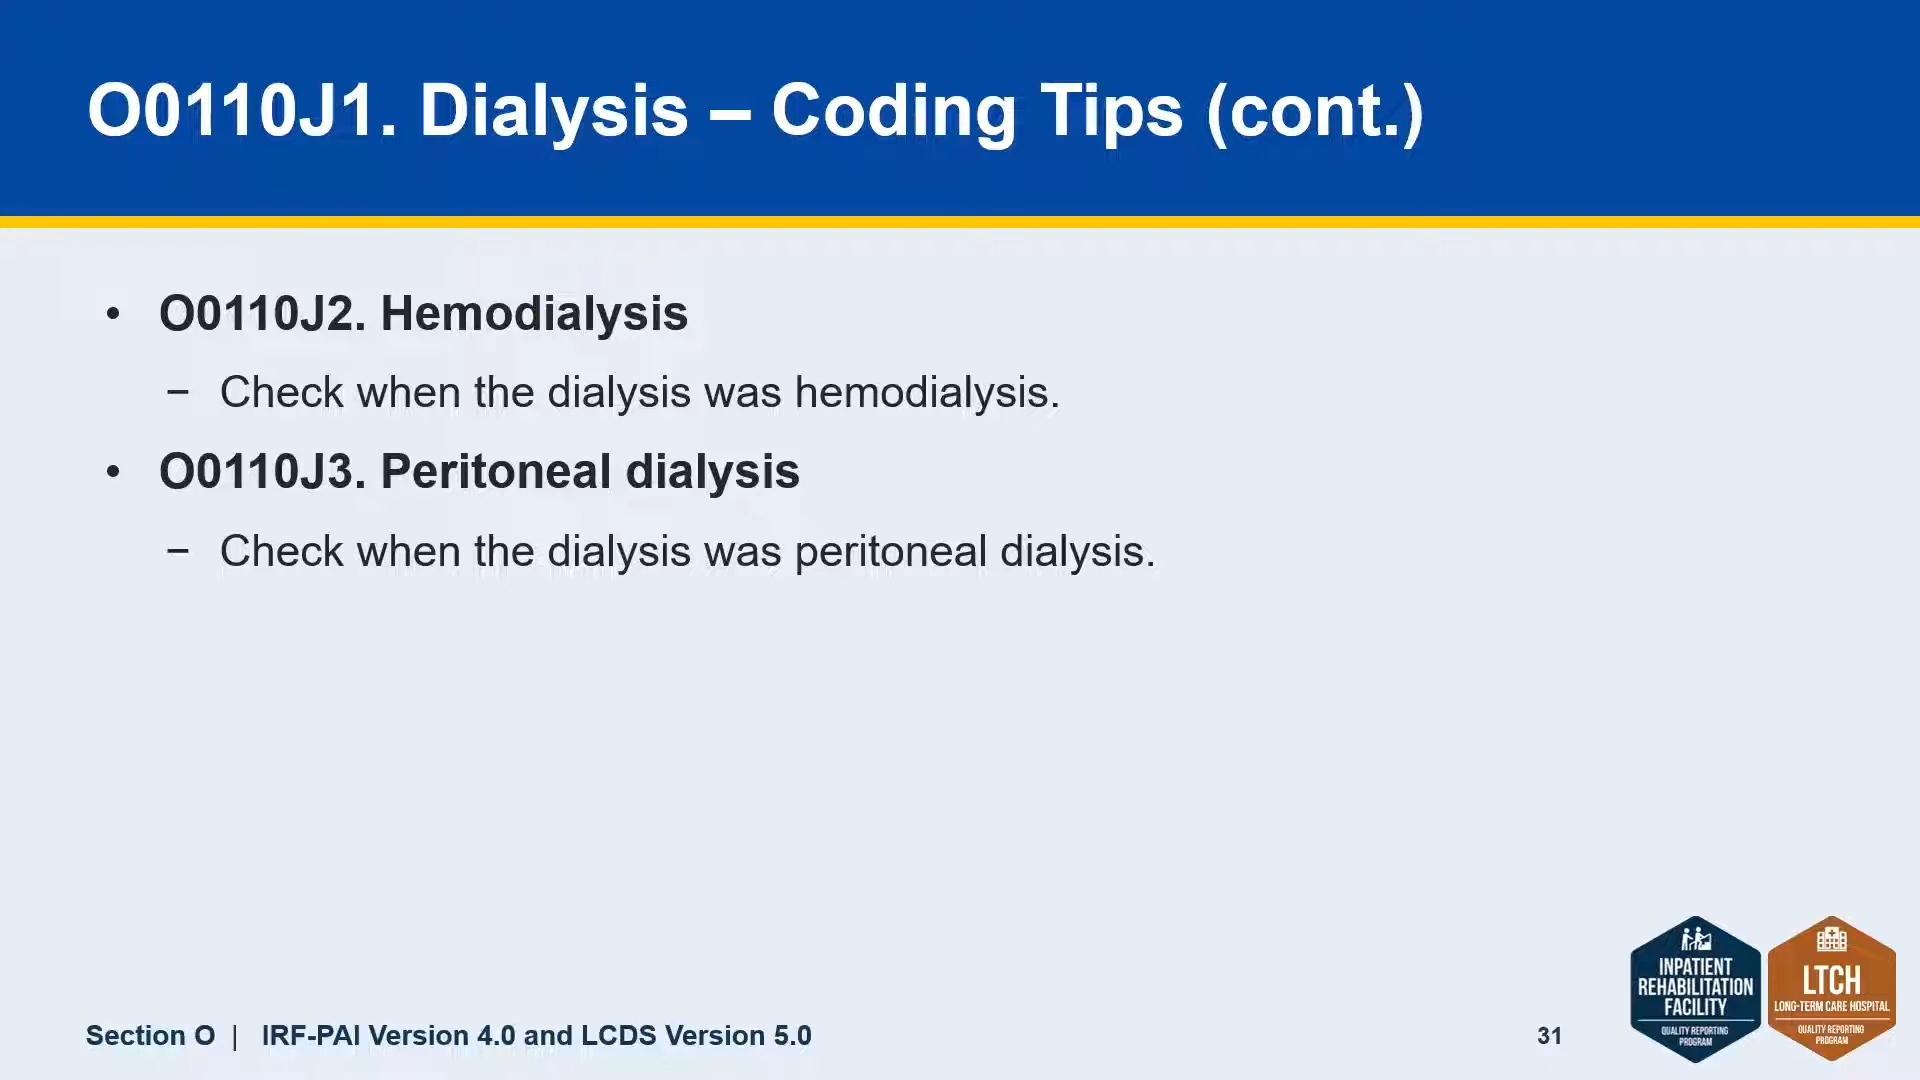 O0110J1. Dialysis – Coding Tips (cont.)
• O0110J2. Hemodialysis
− Check when the dialysis was hemodialysis.
• O0110J3. Peritoneal dialysis
− Check when the dialysis was peritoneal dialysis.
Section O | IRF-PAI Version 4.0 and LCDS Version 5.0
31
INPATIENT
REHABILITATION
FACILITY
QUALITY REPORTING
PROGRAM
LTCH
LONG-TERM CARE HOSPITAL
QUALITY REPORTING
PROGRAM